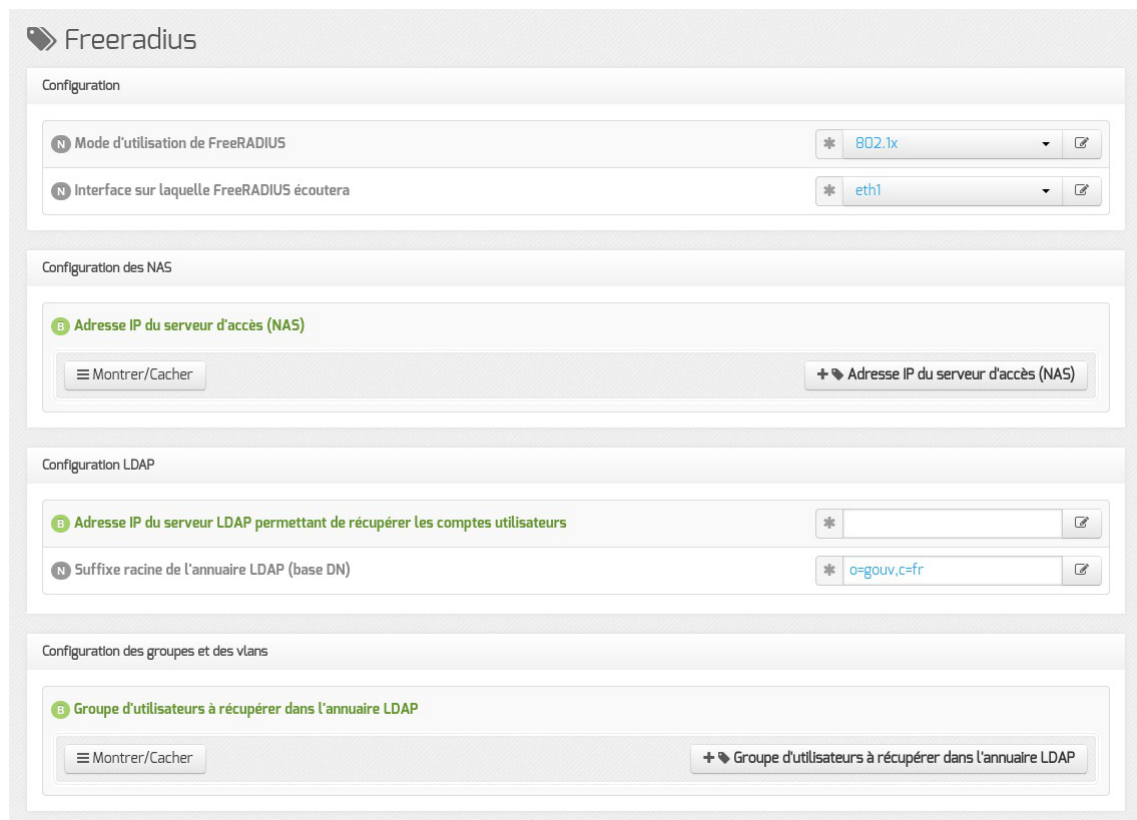 Freeradius
Configuration
N Mode d'utilisation de FreeRADIUS
802.1x
N Interface sur laquelle FreeRADIUS écoutera
eth1
Configuration des NAS
B Adresse IP du serveur d'accès (NAS)
Montrer/Cacher
Adresse IP du serveur d'accès (NAS)
Configuration LDAP
B Adresse IP du serveur LDAP permettant de récupérer les comptes utilisateurs
N Suffixe racine de l'annuaire LDAP (base DN)
o=gouv,c=fr
Configuration des groupes et des vlans
B Groupe d'utilisateurs à récupérer dans l'annuaire LDAP
Montrer/Cacher
Groupe d'utilisateurs à récupérer dans l'annuaire LDAP